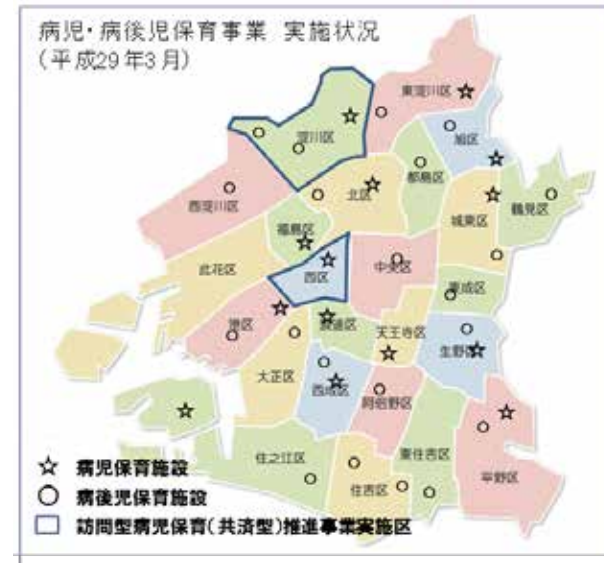 病児・病後児保育事業 実施状況
(平成29年3月)
東淀川区
淀川区
旭区
都島区
北区
西淀川区
鶴見区
城東区
福島区
此花区
西区
中央区
東成区
港区
浪速区
天王寺区
生野区
大正区
西成区
阿倍野区
住之江区
東住吉区
平野区
住吉区
病児保育施設
病後児保育施設
訪問型病児保育(共済型)推進事業実施区